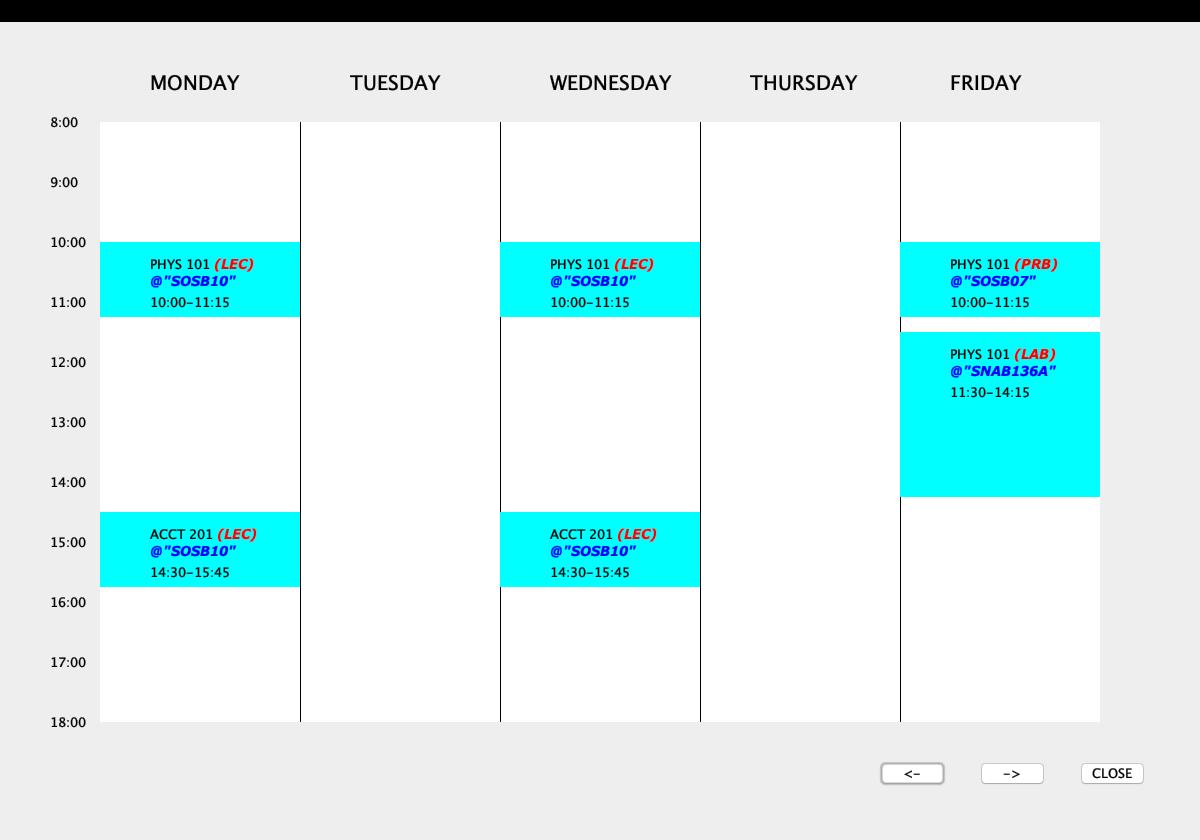 MONDAY TUESDAY WEDNESDAY THURSDAY FRIDAY
8:00
9:00
10:00
PHYS 101 (LEC) PHYS 101 (LEC) PHYS 101 (PRB)
@"SOSB10" @"SOSB10" @"SOSB07"
11:00 10:00-11:15 10:00-11:15 10:00-11:15
PHYS 101 (LAB)
12:00 @"SNAB136A"
11:30-14:15
13:00
14:00
ACCT 201 (LEC) ACCT 201 (LEC)
15:00 @"SOSB10" @"SOSB10"
14:30-15:45 14:30-15:45
16:00
17:00
18:00
<- -> CLOSE